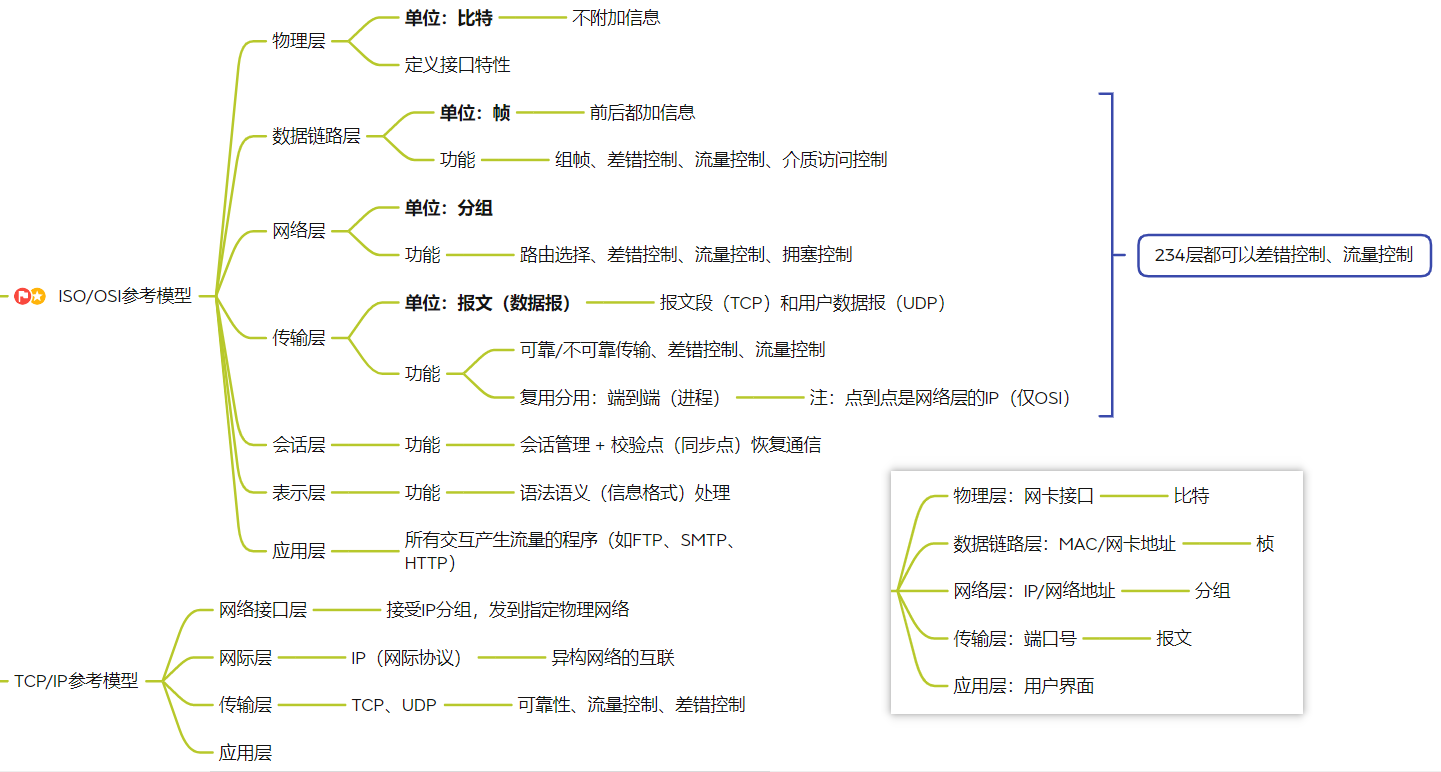 ISO/OSI参考模型
物理层
单位：比特
不附加信息
定义接口特性
数据链路层
单位：帧
前后都加信息
功能
组帧、差错控制、流量控制、介质访问控制
网络层
单位：分组
功能
路由选择、差错控制、流量控制、拥塞控制
传输层
单位：报文（数据报）
报文段（TCP）和用户数据报（UDP）
功能
可靠/不可靠传输、差错控制、流量控制
复用分用：端到端（进程）
注：点到点是网络层的IP（仅OSI）
会话层
功能
会话管理 + 校验点（同步点）恢复通信
表示层
功能
语法语义（信息格式）处理
应用层
所有交互产生流量的程序（如FTP、SMTP、
HTTP）
234层都可以差错控制、流量控制
TCP/IP参考模型
网络接口层
接受IP分组，发到指定物理网络
网际层
IP（网际协议）
异构网络的互联
传输层
TCP、UDP
可靠性、流量控制、差错控制
应用层
物理层：网卡接口
比特
数据链路层：MAC/网卡地址
桢
网络层：IP/网络地址
分组
传输层：端口号
报文
应用层：用户界面